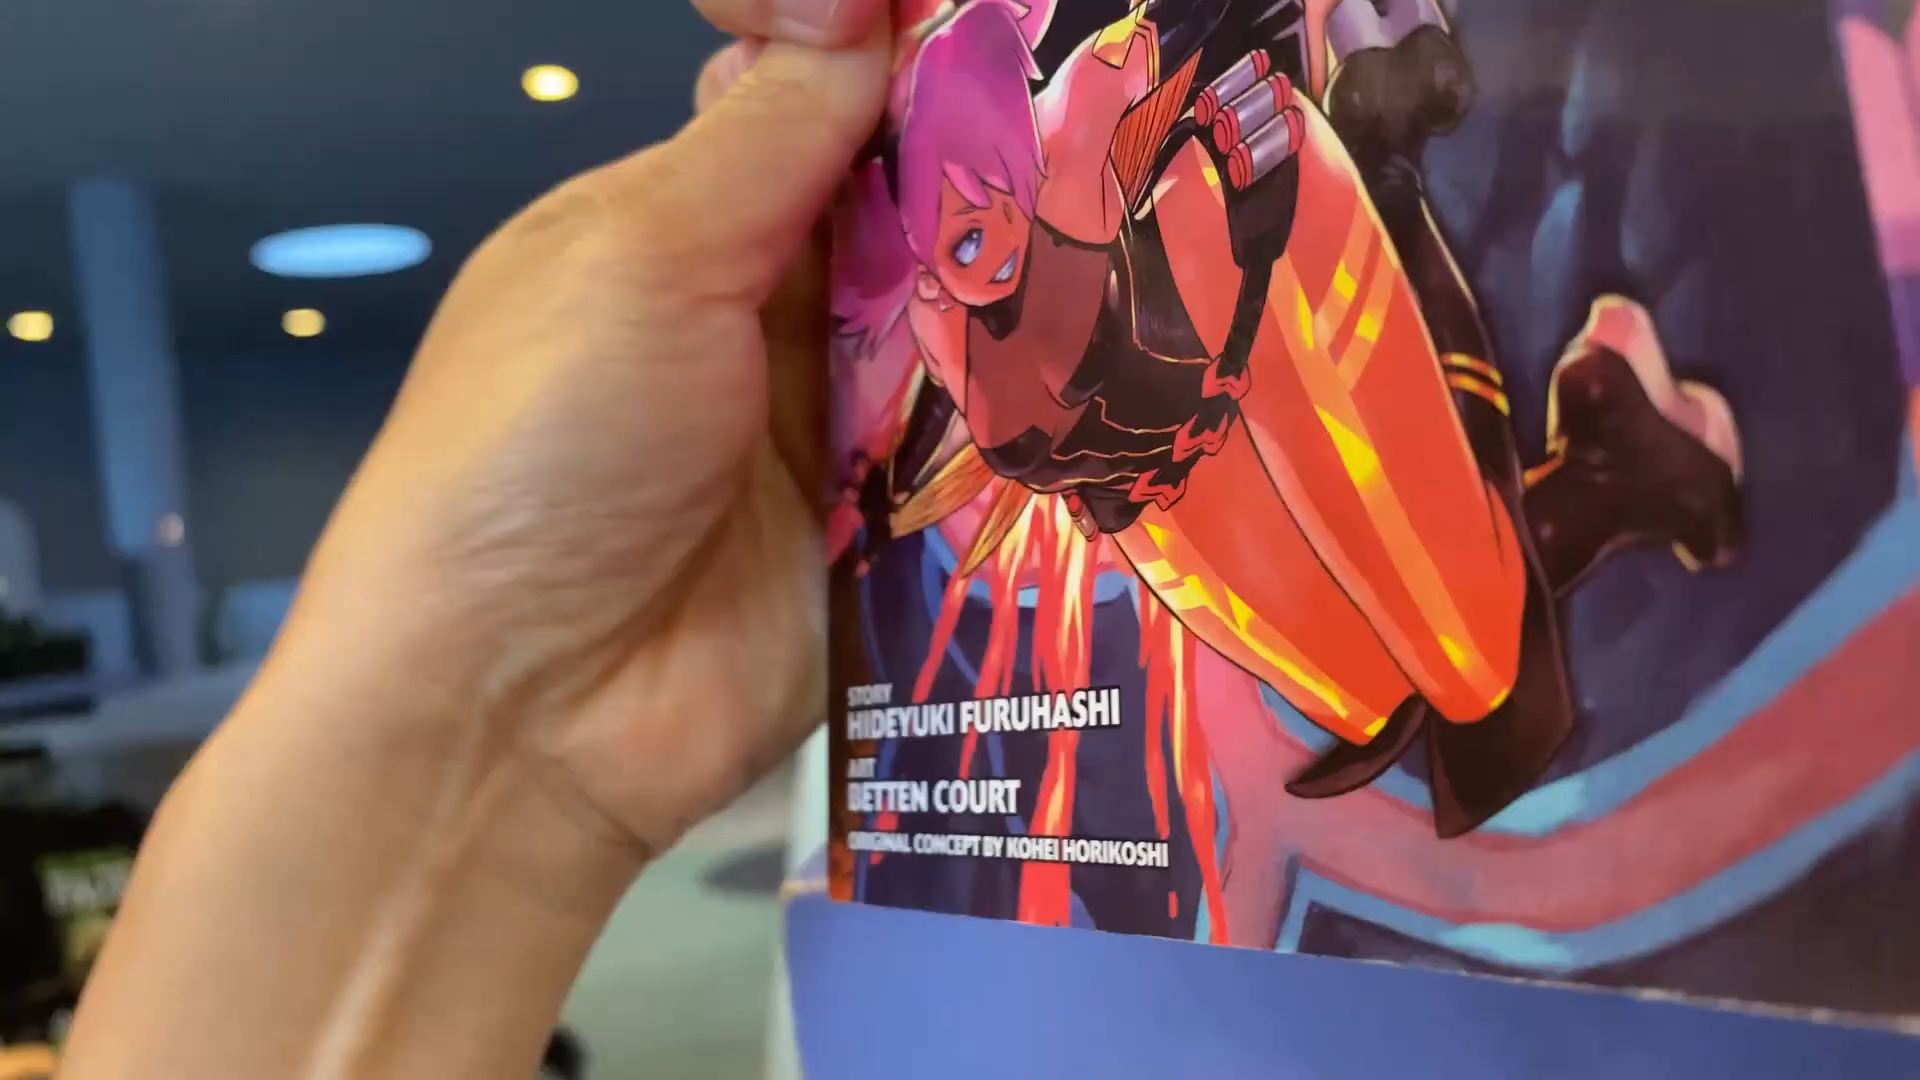 STORY
HIDEYUKI FURUHASHI
ART
BETTEN COURT
ORIGINAL CONCEPT BY KOHEI HORIKOSHI